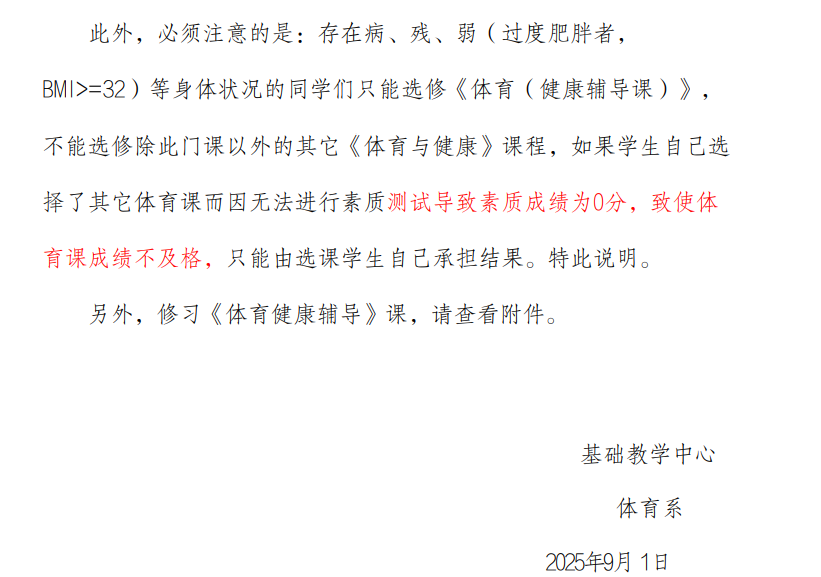 此外，必须注意的是：存在病、残、弱（过度肥胖者，
BMI>=32）等身体状况的同学们只能选修《体育（健康辅导课）》，
不能选修除此门课以外的其它《体育与健康》课程，如果学生自己选
择了其它体育课而因无法进行素质测试导致素质成绩为0分，致使体
育课成绩不及格，只能由选课学生自己承担结果。特此说明。
另外，修习《体育健康辅导》课，请查看附件。
基础教学中心
体育系
2025年9月1日